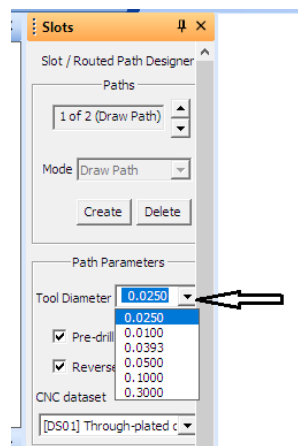 Slots
Slot / Routed Path Designer
Paths
1 of 2 (Draw Path)
Mode Draw Path
Create Delete
Path Parameters
Tool Diameter 0.0250
0.0250
0.0100
Pre-drill
0.0393
0.0500
Reverse
0.1000
0.3000
CNC dataset
[DS01] Through-plated